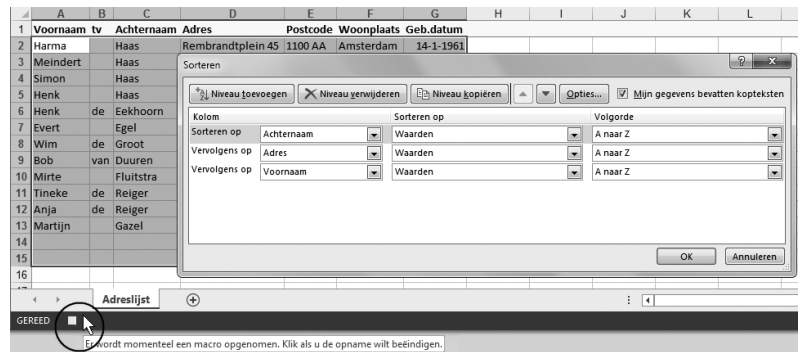 A B C D E F G H I J K L
1 Voornaam tv Achternaam Adres Postcode Woonplaats Geb.datum
2 Harma Haas Rembrandtplein 45 1100 AA Amsterdam 14-1-1961
3 Meindert Haas
4 Simon Haas
5 Henk Haas
6 Henk de Eekhoorn
7 Evert Egel
8 Wim de Groot
9 Bob van Duuren
10 Mirte Fluitstra
11 Tineke de Reiger
12 Anja de Reiger
13 Martijn Gazel
14
15
16
Sorteren
Niveau toevoegen Niveau verwijderen Niveau kopiëren Opties... Mijn gegevens bevatten kopteksten
Kolom Sorteren op Volgorde
Sorteren op Achternaam Waarden A naar Z
Vervolgens op Adres Waarden A naar Z
Vervolgens op Voornaam Waarden A naar Z
OK Annuleren
Adreslijst
GEREED
Er wordt momenteel een macro opgenomen. Klik als u de opname wilt beëindigen.